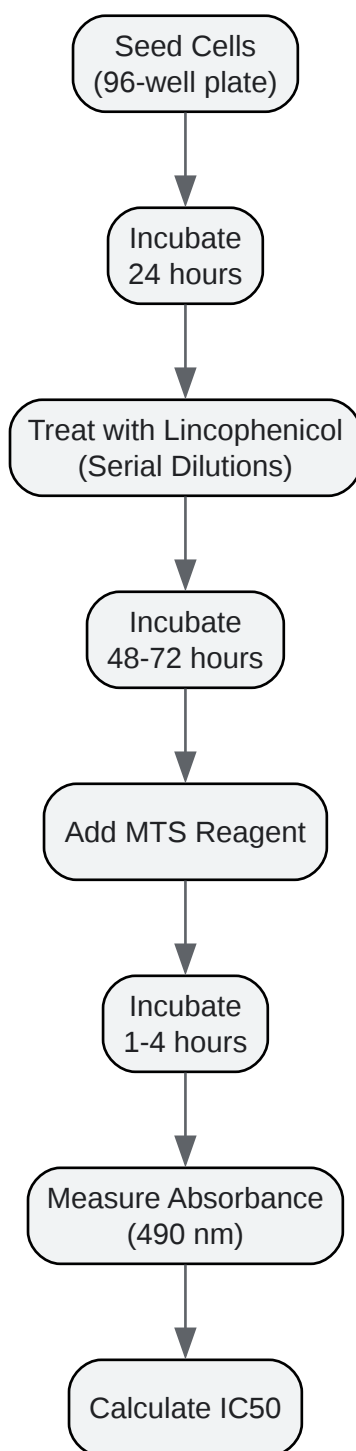 Seed Cells
(96-well plate)
Incubate
24 hours
Treat with Lincophenicol
(Serial Dilutions)
Incubate
48-72 hours
Add MTS Reagent
Incubate
1-4 hours
Measure Absorbance
(490 nm)
Calculate IC50